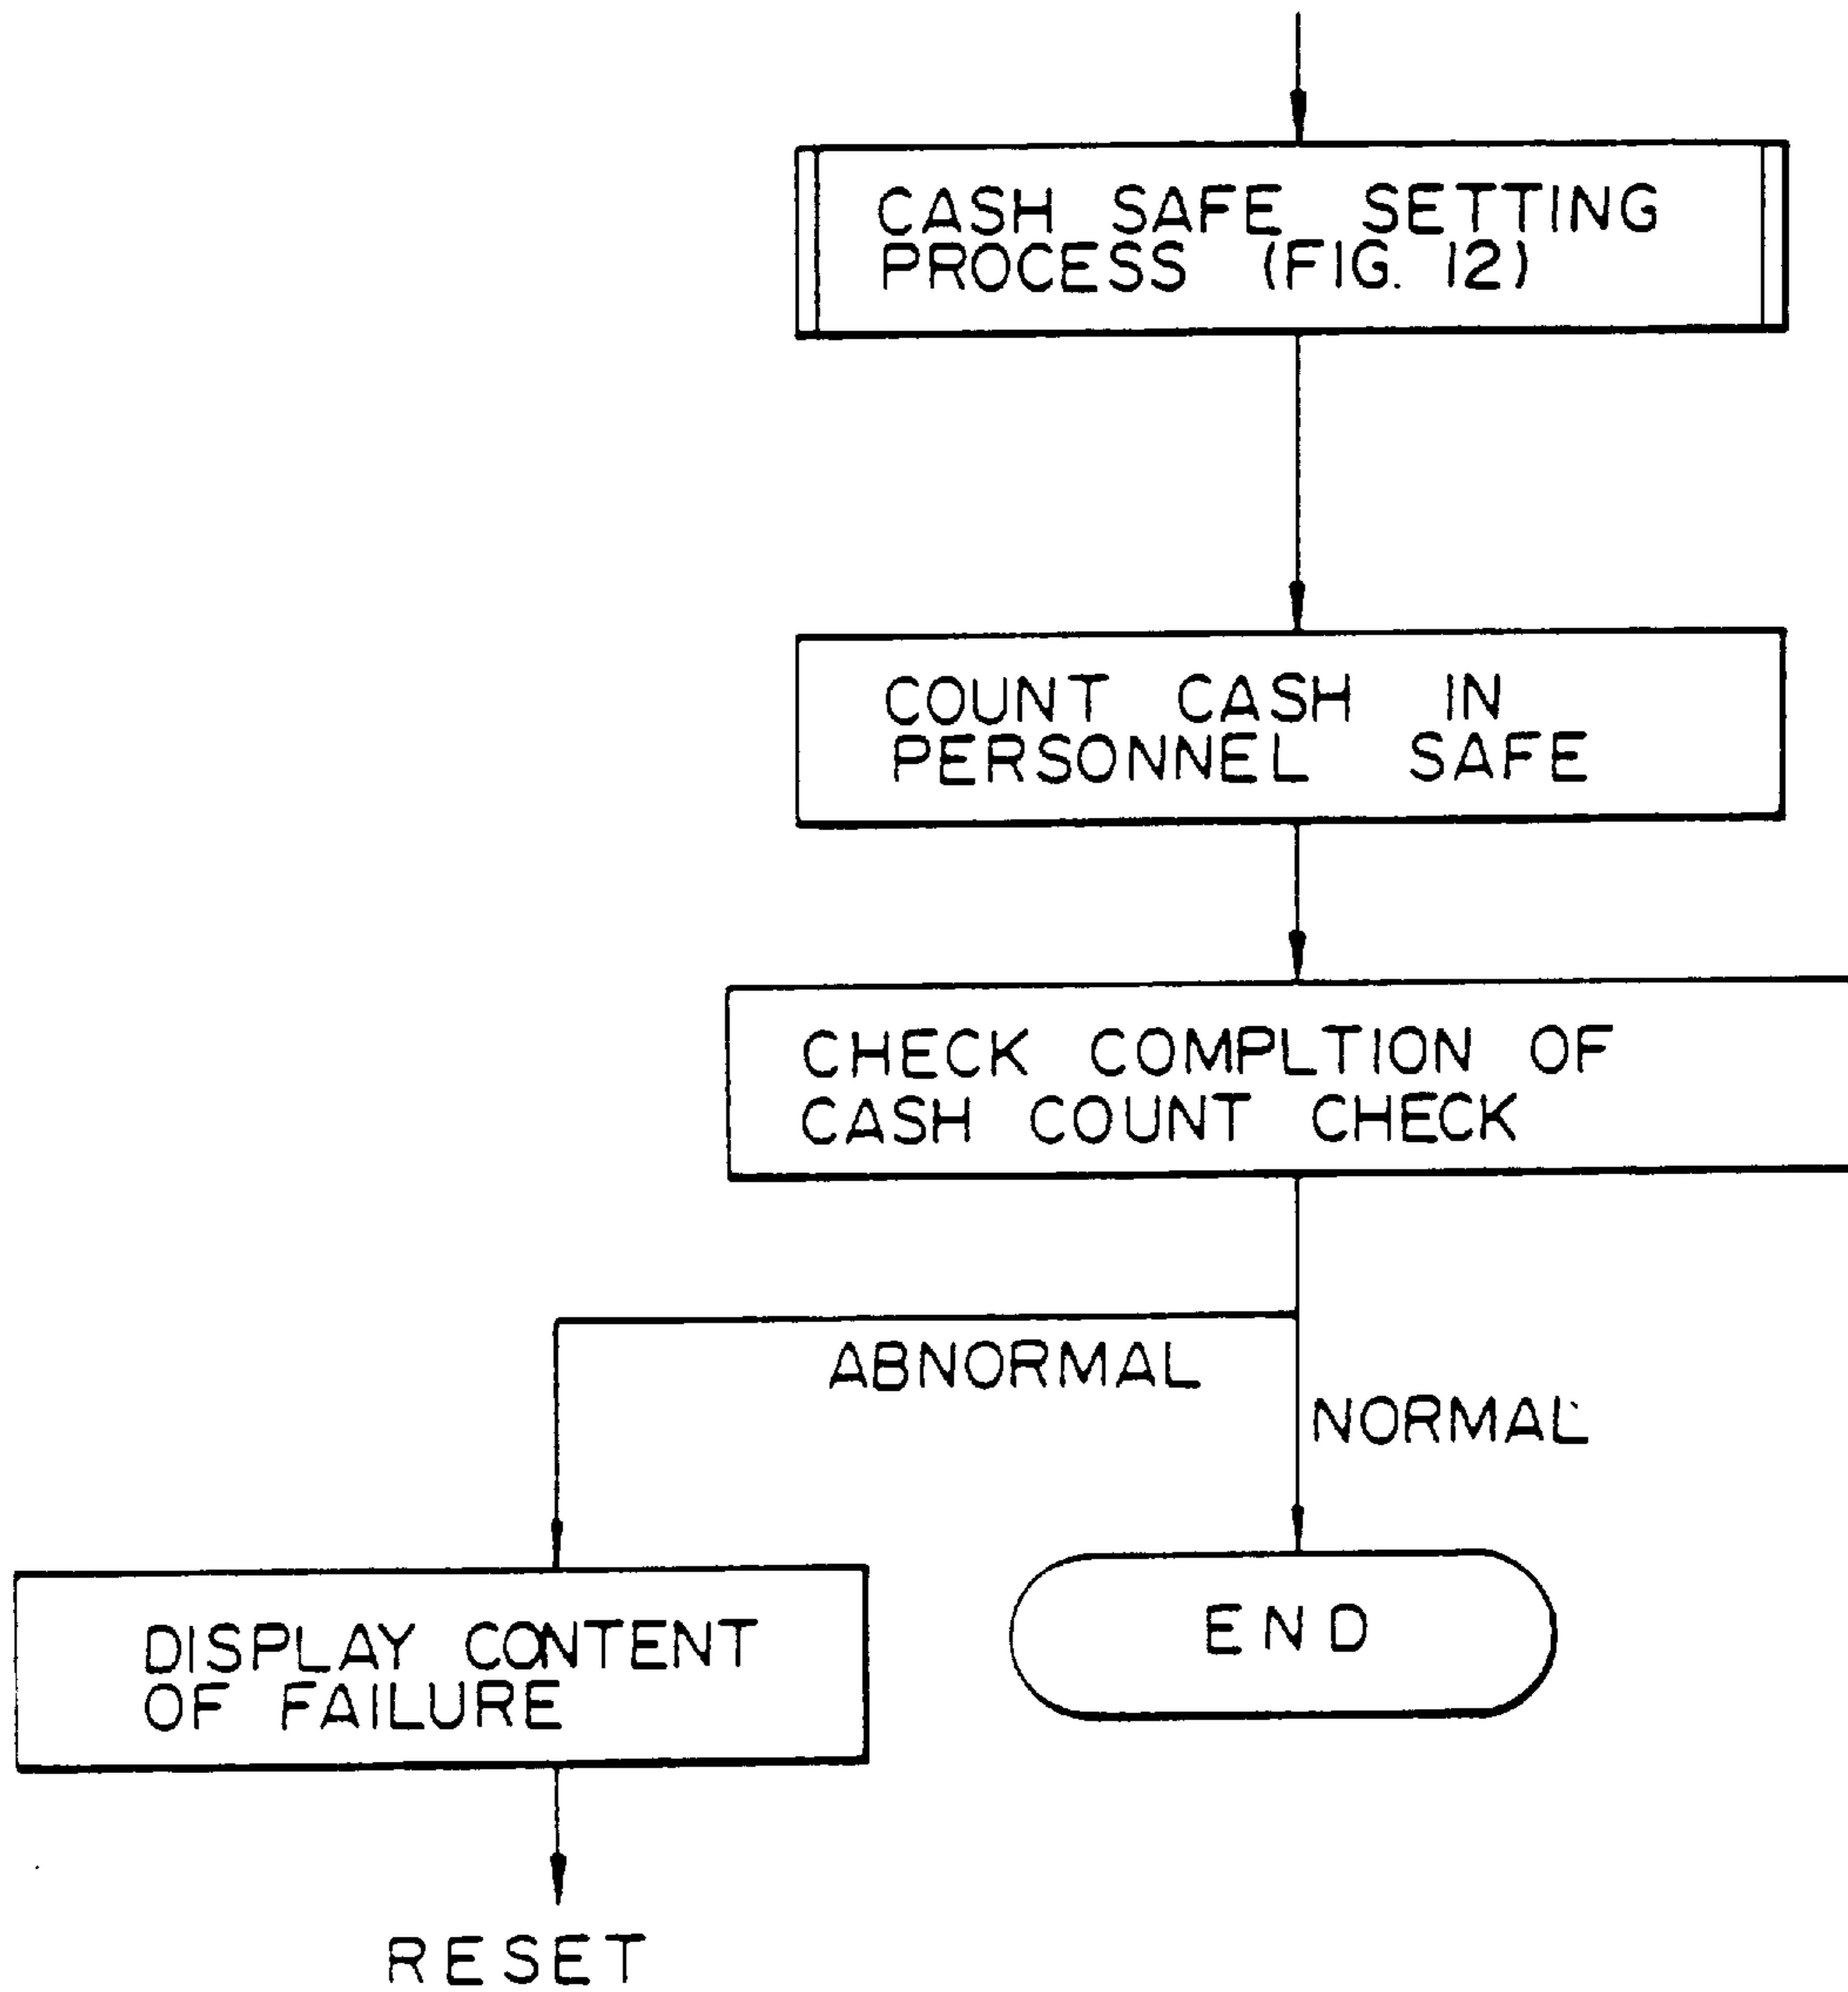 CASH SAFE SETTING
PROCESS (FIG. 12)
COUNT CASH IN
PERSONNEL SAFE
CHECK COMPLTION OF
CASH COUNT CHECK
ABNORMAL
NORMAL
DISPLAY CONTENT
OF FAILURE
END
RESET